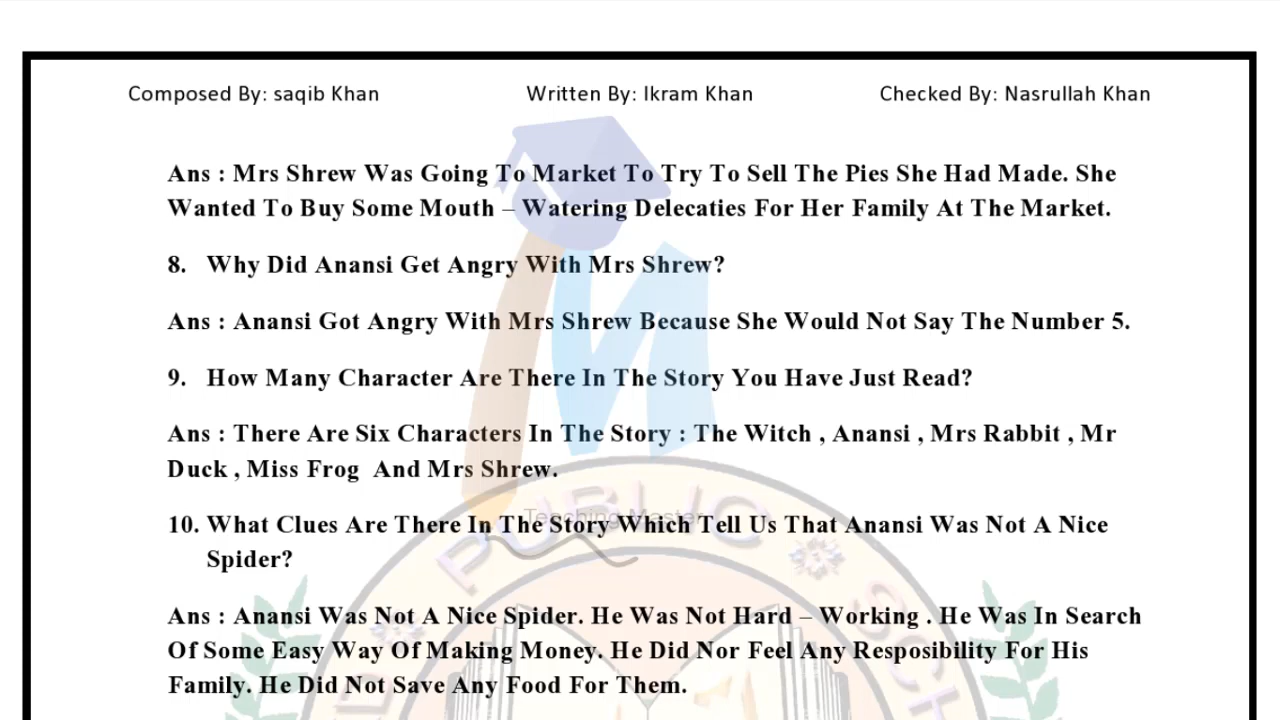 Composed By: saqib Khan Written By: Ikram Khan Checked By: Nasrullah Khan
Ans : Mrs Shrew Was Going To Market To Try To Sell The Pies She Had Made. She
Wanted To Buy Some Mouth – Watering Delecaties For Her Family At The Market.
8. Why Did Anansi Get Angry With Mrs Shrew?
Ans : Anansi Got Angry With Mrs Shrew Because She Would Not Say The Number 5.
9. How Many Character Are There In The Story You Have Just Read?
Ans : There Are Six Characters In The Story : The Witch , Anansi , Mrs Rabbit , Mr
Duck , Miss Frog And Mrs Shrew.
Teaching Master
10. What Clues Are There In The Story Which Tell Us That Anansi Was Not A Nice
Spider?
Ans : Anansi Was Not A Nice Spider. He Was Not Hard – Working . He Was In Search
Of Some Easy Way Of Making Money. He Did Nor Feel Any Resposibility For His
Family. He Did Not Save Any Food For Them.
PUBLIC